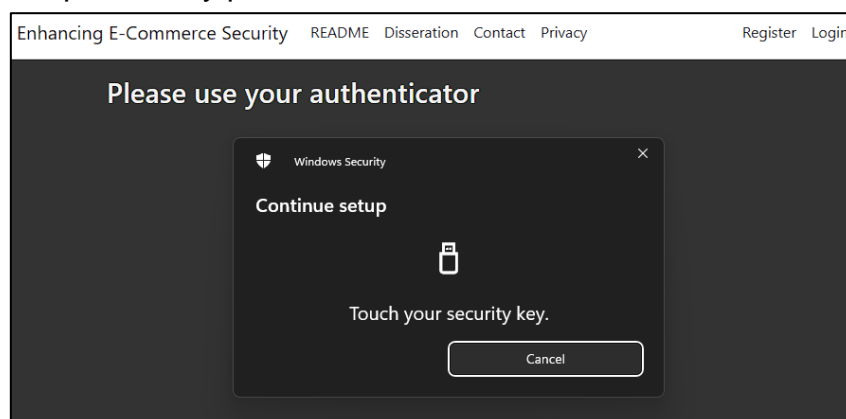 Enhancing E-Commerce Security README Disseration Contact Privacy Register Login
Please use your authenticator
Windows Security
Continue setup
Touch your security key.
Cancel